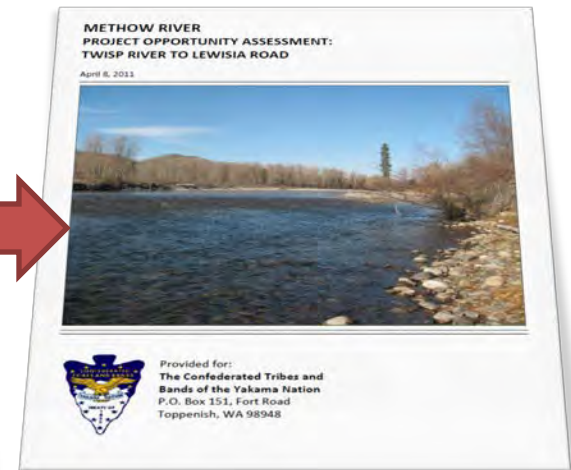 METHOW RIVER
PROJECT OPPORTUNITY ASSESSMENT:
TWISP RIVER TO LEWISIA ROAD
April 8, 2011
Provided for:
The Confederated Tribes and
Bands of the Yakama Nation
P.O. Box 151, Fort Road
Toppenish, WA 98948